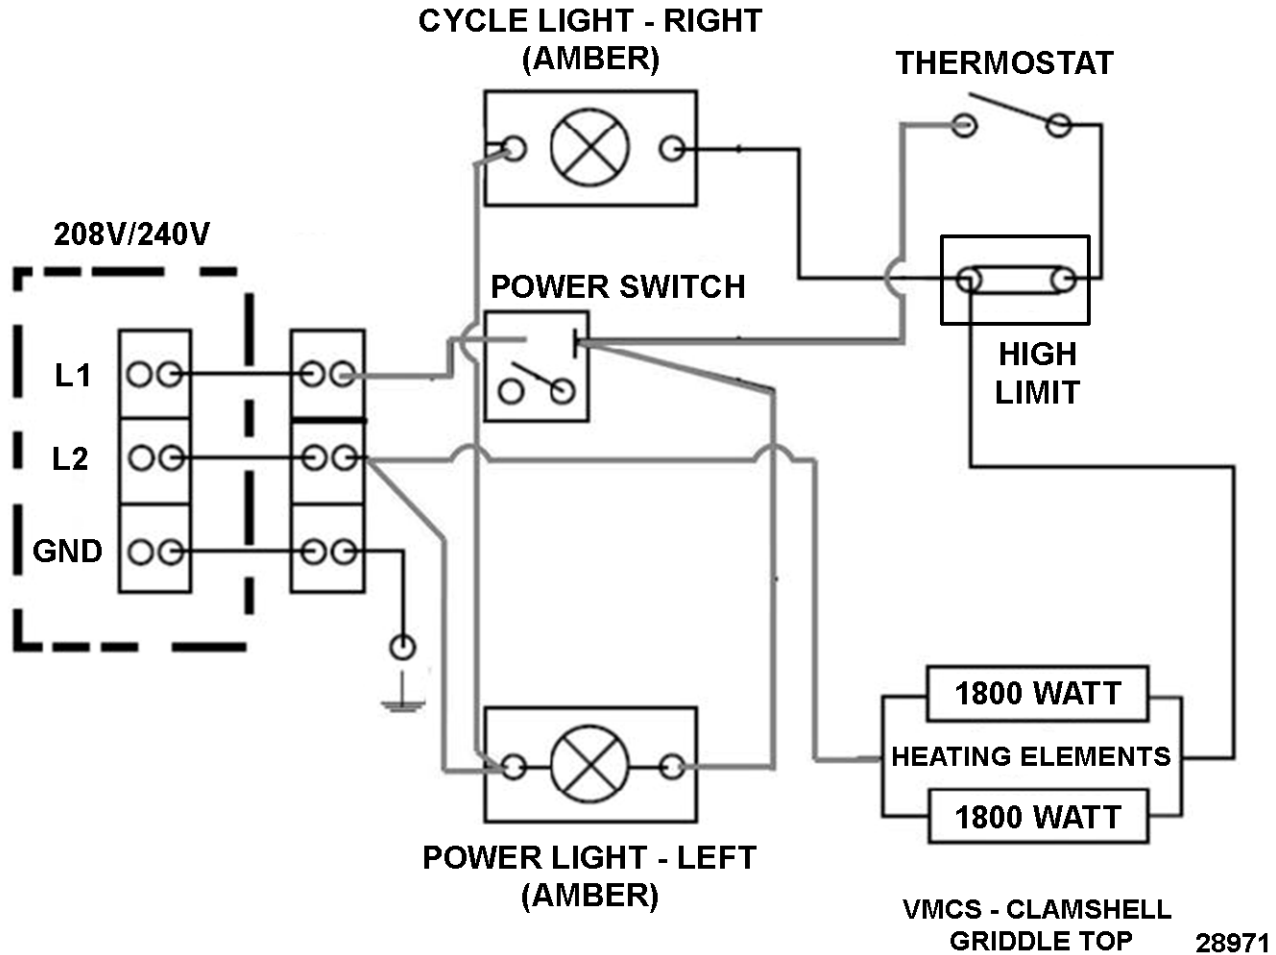 CYCLE LIGHT - RIGHT
(AMBER)
THERMOSTAT
208V/240V
POWER SWITCH
HIGH
LIMIT
L1
L2
GND
1800 WATT
HEATING ELEMENTS
1800 WATT
POWER LIGHT - LEFT
(AMBER)
VMCS - CLAMSHELL
GRIDDLE TOP
28971